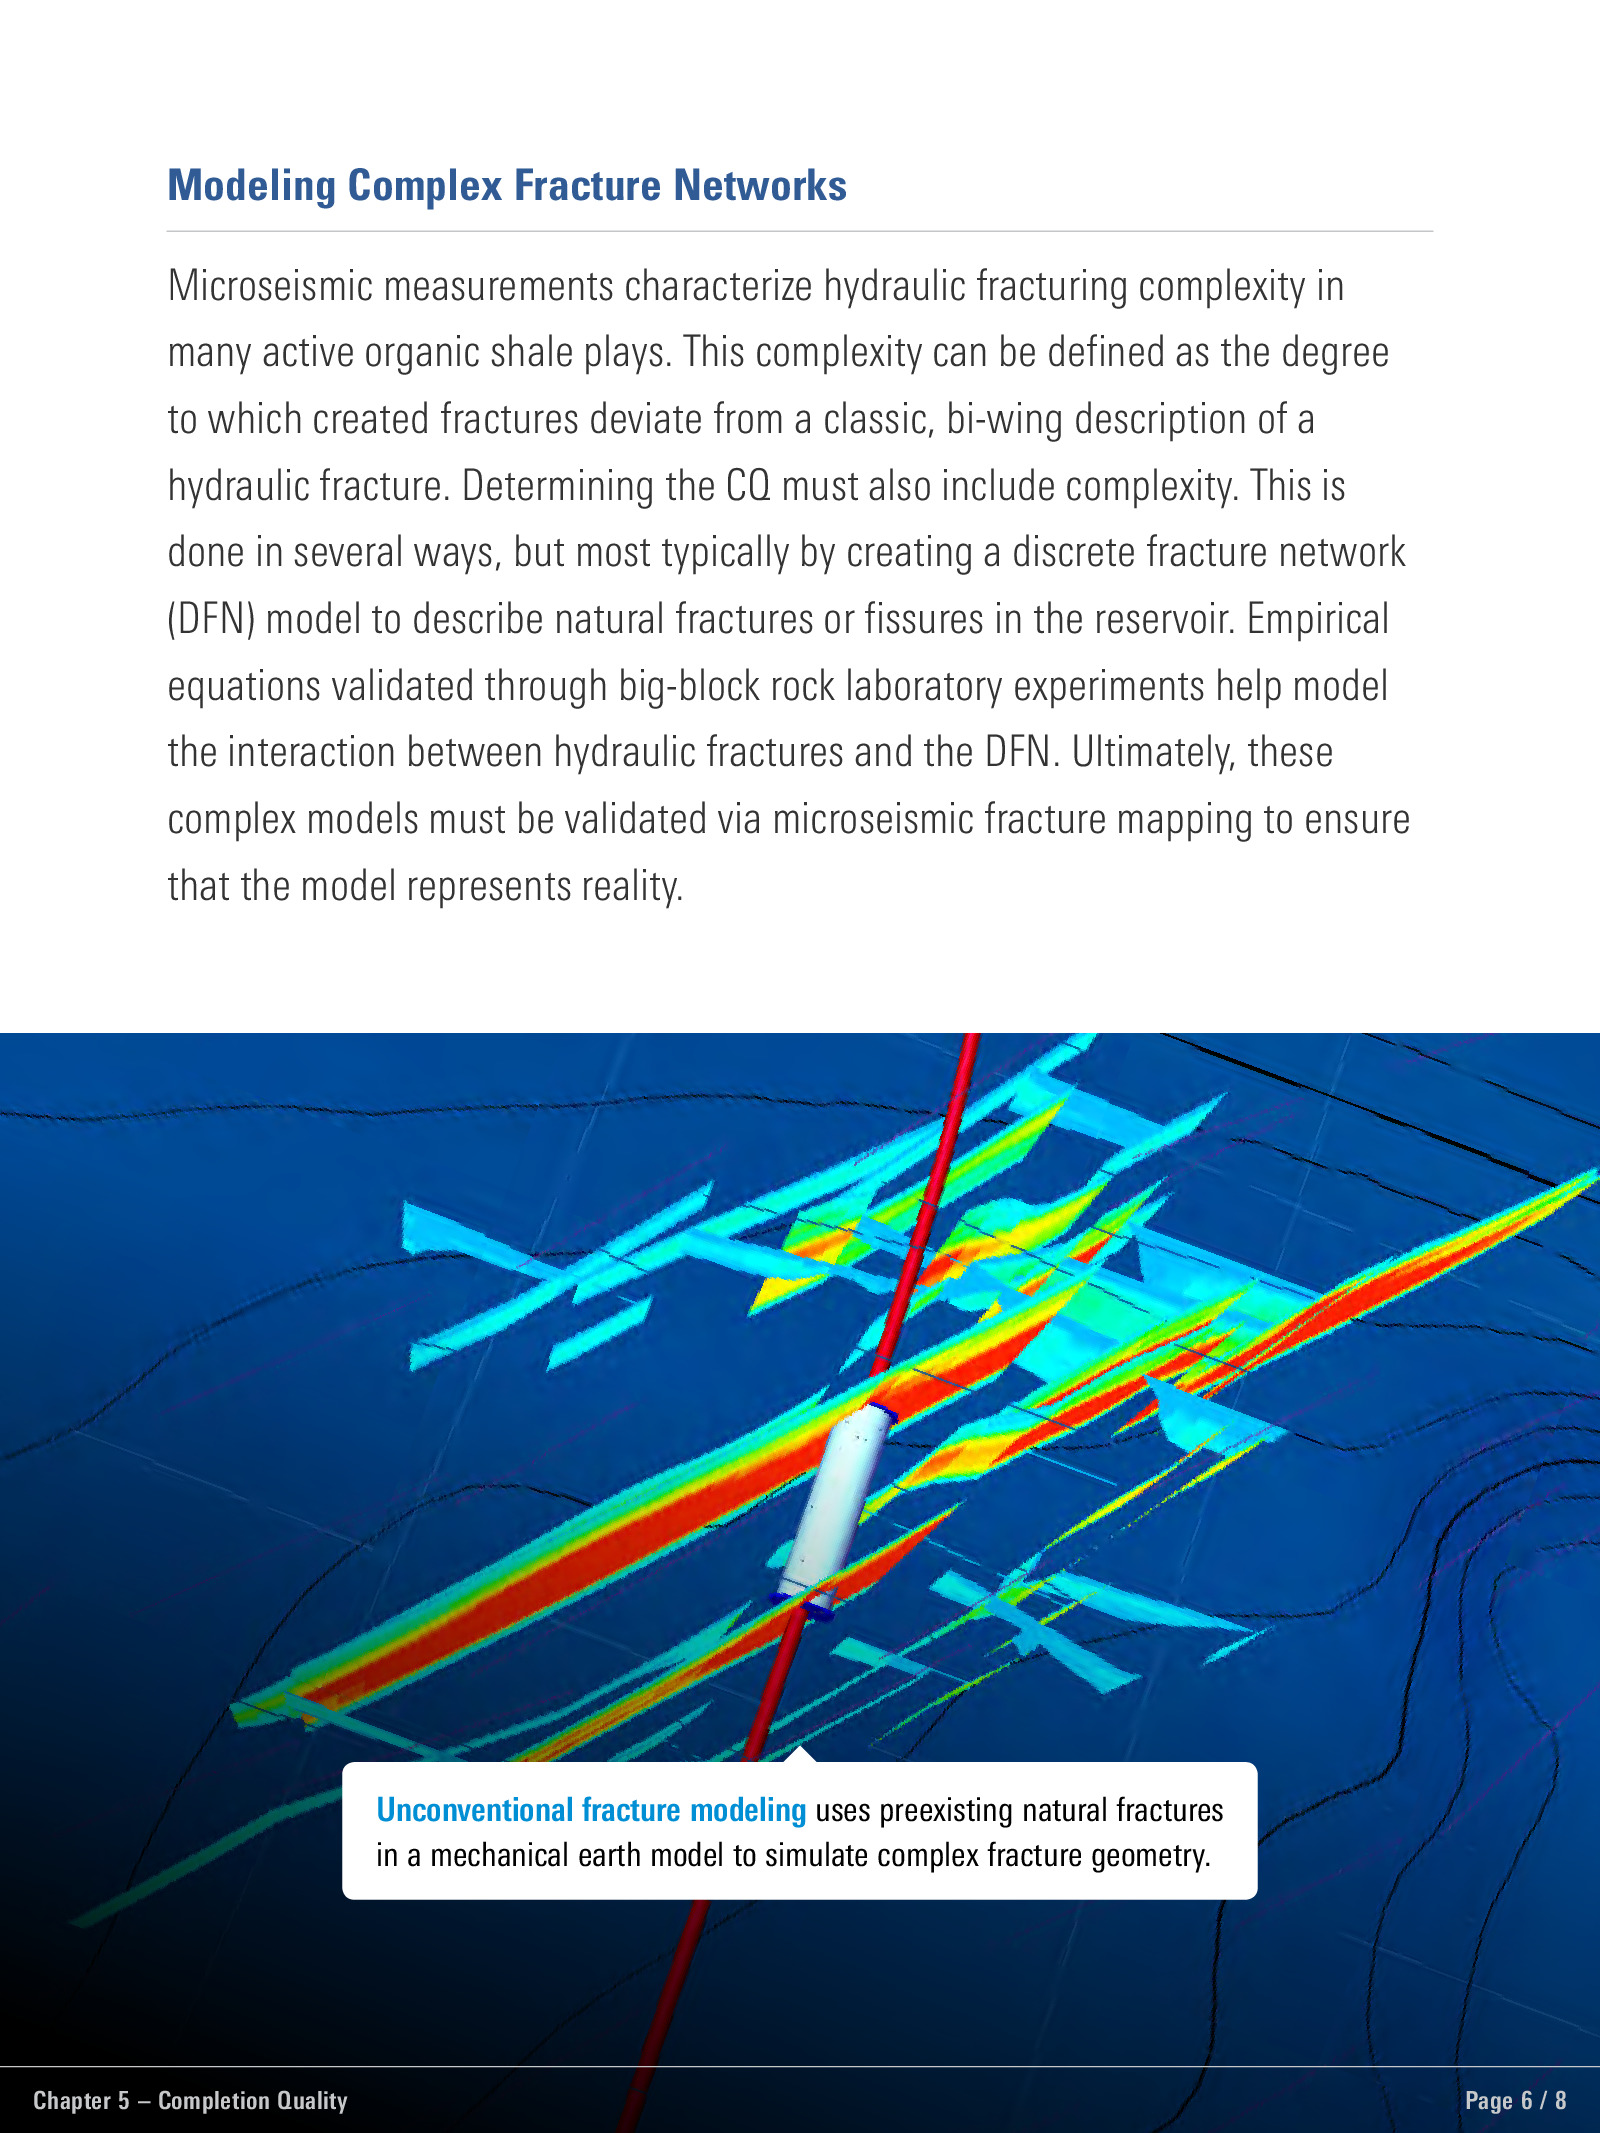 Modeling Complex Fracture Networks
Microseismic measurements characterize hydraulic fracturing complexity in
many active organic shale plays. This complexity can be defined as the degree
to which created fractures deviate from a classic, bi-wing description of a
hydraulic fracture. Determining the CQ must also include complexity. This is
done in several ways, but most typically by creating a discrete fracture network
(DFN) model to describe natural fractures or fissures in the reservoir. Empirical
equations validated through big-block rock laboratory experiments help model
the interaction between hydraulic fractures and the DFN. Ultimately, these
complex models must be validated via microseismic fracture mapping to ensure
that the model represents reality.
Unconventional fracture modeling uses preexisting natural fractures
in a mechanical earth model to simulate complex fracture geometry.
Chapter 5 – Completion Quality
Page 6 / 8